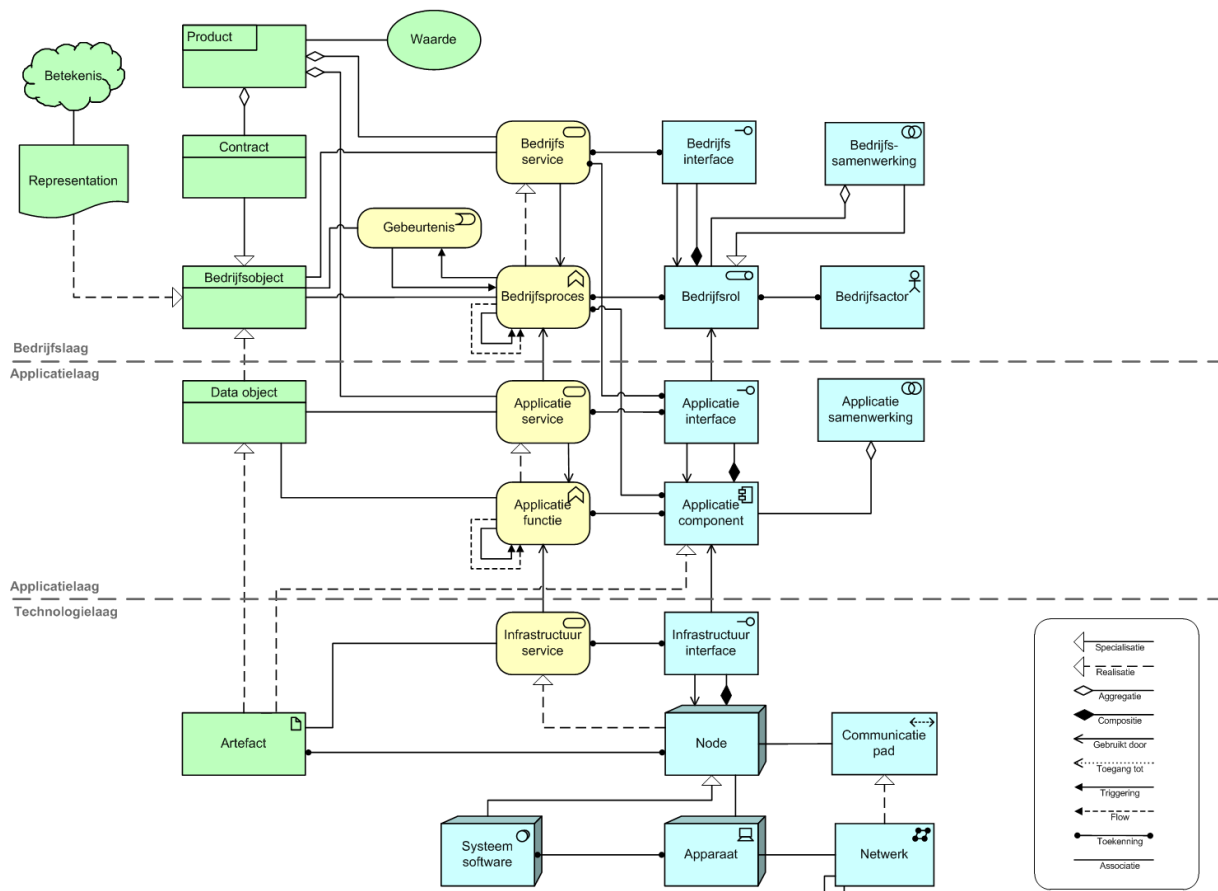 Product
Waarde
Betekenis
Contract
Representation
Bedrijfs
service
Bedrijfs
interface
Bedrijfs-
samenwerking
Gebeurtenis
Bedrijfsobject
Bedrijfsproces
Bedrijfsrol
Bedrijfsactor
Bedrijfslaag
Applicatielaag
Data object
Applicatie
service
Applicatie
interface
Applicatie
samenwerking
Applicatie
functie
Applicatie
component
Applicatielaag
Technologielaag
Infrastructuur
service
Infrastructuur
interface
Artefact
Node
Communicatie
pad
Systeem
software
Apparaat
Netwerk
Specialisatie
Realisatie
Aggregatie
Compositie
Gebruikt door
Toegang tot
Triggering
Flow
Toekenning
Associatie